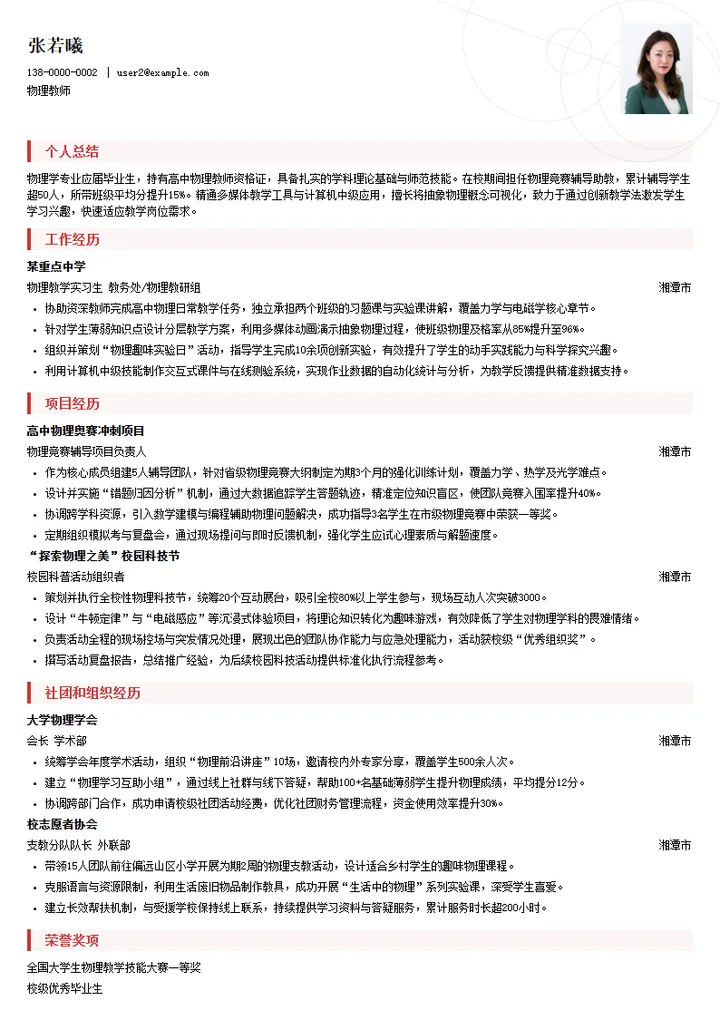 张若曦
138-0000-0002 | user2@example.com
物理教师
个人总结
物理学专业应届毕业生，持有高中物理教师资格证，具备扎实的学科理论基础与师范技能。在校期间担任物理竞赛辅导助教，累计辅导学生
超50人，所带班级平均分提升15%。精通多媒体教学工具与计算机中级应用，擅长将抽象物理概念可视化，致力于通过创新教学法激发学生
学习兴趣，快速适应教学岗位需求。
工作经历
某重点中学
物理教学实习生 教务处/物理教研组 湘潭市
• 协助资深教师完成高中物理日常教学任务，独立承担两个班级的习题课与实验课讲解，覆盖力学与电磁学核心章节。
• 针对学生薄弱知识点设计分层教学方案，利用多媒体动画演示抽象物理过程，使班级物理及格率从85%提升至96%。
• 组织并策划“物理趣味实验日”活动，指导学生完成10余项创新实验，有效提升了学生的动手实践能力与科学探究兴趣。
• 利用计算机中级技能制作交互式课件与在线测验系统，实现作业数据的自动化统计与分析，为教学反馈提供精准数据支持。
项目经历
高中物理奥赛冲刺项目
物理竞赛辅导项目负责人 湘潭市
• 作为核心成员组建5人辅导团队，针对省级物理竞赛大纲制定为期3个月的强化训练计划，覆盖力学、热学及光学难点。
• 设计并实施“错题归因分析”机制，通过大数据追踪学生答题轨迹，精准定位知识盲区，使团队竞赛入围率提升40%。
• 协调跨学科资源，引入数学建模与编程辅助物理问题解决，成功指导3名学生在市级物理竞赛中荣获一等奖。
• 定期组织模拟考与复盘会，通过现场提问与即时反馈机制，强化学生应试心理素质与解题速度。
“探索物理之美”校园科技节
校园科普活动组织者 湘潭市
• 策划并执行全校性物理科技节，统筹20个互动展台，吸引全校80%以上学生参与，现场互动人次突破3000。
• 设计“牛顿定律”与“电磁感应”等沉浸式体验项目，将理论知识转化为趣味游戏，有效降低了学生对物理学科的畏难情绪。
• 负责活动全程的现场控场与突发情况处理，展现出色的团队协作能力与应急处理能力，活动获校级“优秀组织奖”。
• 撰写活动复盘报告，总结推广经验，为后续校园科技活动提供标准化执行流程参考。
社团和组织经历
大学物理学会
会长 学术部 湘潭市
• 统筹学会年度学术活动，组织“物理前沿讲座”10场，邀请校内外专家分享，覆盖学生500余人次。
• 建立“物理学习互助小组”，通过线上社群与线下答疑，帮助100+名基础薄弱学生提升物理成绩，平均提分12分。
• 协调跨部门合作，成功申请校级社团活动经费，优化社团财务管理流程，资金使用效率提升30%。
校志愿者协会
支教分队队长 外联部 湘潭市
• 带领15人团队前往偏远山区小学开展为期2周的物理支教活动，设计适合乡村学生的趣味物理课程。
• 克服语言与资源限制，利用生活废旧物品制作教具，成功开展“生活中的物理”系列实验课，深受学生喜爱。
• 建立长效帮扶机制，与受援学校保持线上联系，持续提供学习资料与答疑服务，累计服务时长超200小时。
荣誉奖项
全国大学生物理教学技能大赛一等奖
校级优秀毕业生